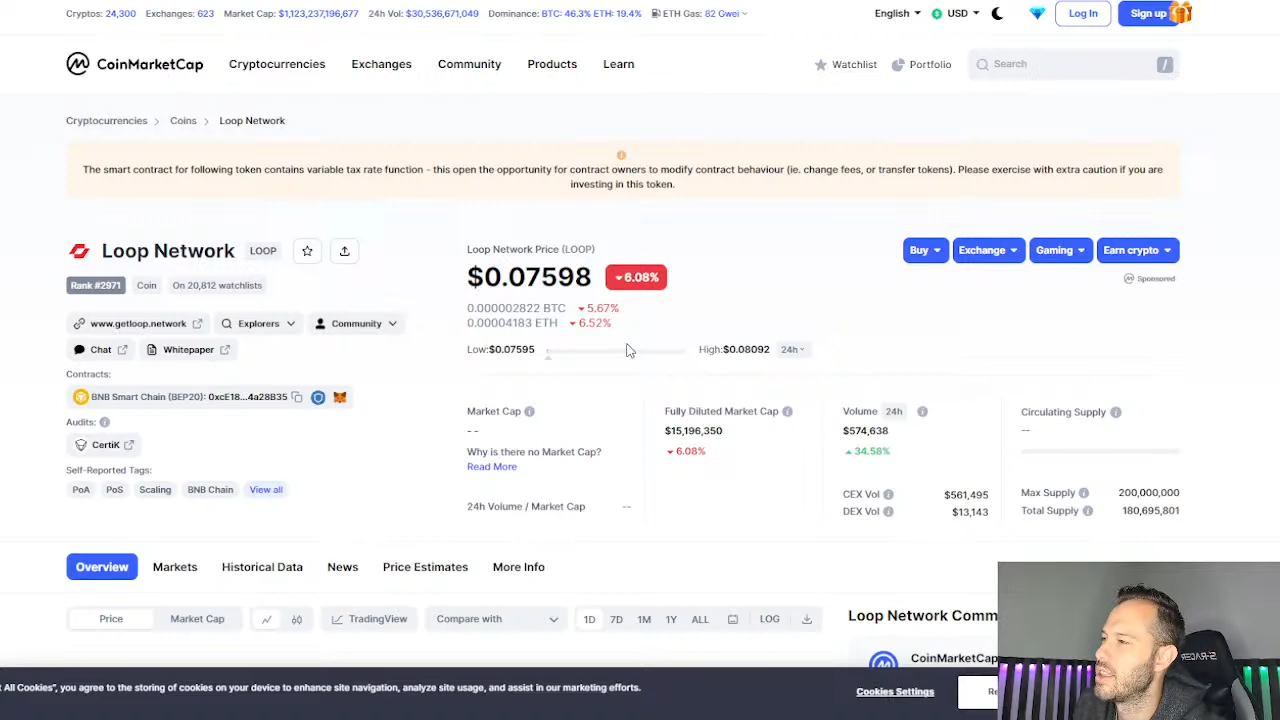 Cryptos: 24,300 Exchanges: 623 Market Cap: $1,123,237,196,677 24h Vol: $30,536,671,049 Dominance: BTC: 46.3% ETH: 19.4% ETH Gas: 82 Gwei English USD Log In Sign up
CoinMarketCap Cryptocurrencies Exchanges Community Products Learn Watchlist Portfolio Search /
Cryptocurrencies > Coins > Loop Network
The smart contract for following token contains variable tax rate function - this open the opportunity for contract owners to modify contract behaviour (ie. change fees, or transfer tokens). Please exercise with extra caution if you are
investing in this token.
Loop Network LOOP
Rank #2971 Coin On 20,812 watchlists
www.getloop.network Explorers Community
Chat Whitepaper
Contracts:
BNB Smart Chain (BEP20): 0xcE18...4a28B35
Audits:
CertiK
Self-Reported Tags:
PoA PoS Scaling BNB Chain View all
Loop Network Price (LOOP)
$0.07598 6.08%
0.000002822 BTC 5.67%
0.00004183 ETH 6.52%
Low:$0.07595 High:$0.08092 24h
Buy Exchange Gaming Earn crypto
Sponsored
Market Cap
- -
Why is there no Market Cap?
Read More
24h Volume / Market Cap --
Fully Diluted Market Cap
$15,196,350
6.08%
Volume 24h
$574,638
34.58%
CEX Vol $561,495
DEX Vol $13,143
Circulating Supply
--
Max Supply 200,000,000
Total Supply 180,695,801
Overview Markets Historical Data News Price Estimates More Info
Price Market Cap TradingView Compare with 1D 7D 1M 1Y ALL LOG
Loop Network Comm
CoinMarketCap
All Cookies", you agree to the storing of cookies on your device to enhance site navigation, analyze site usage, and assist in our marketing efforts.
Cookies Settings Re